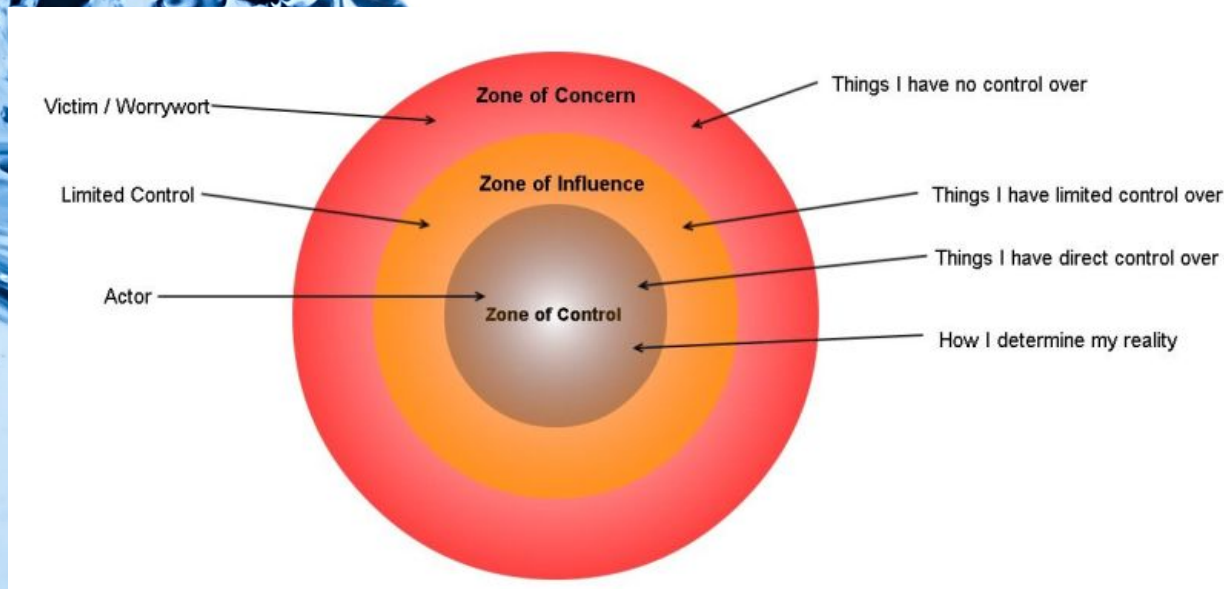 Zone of Concern
Things I have no control over
Victim / Worrywort
Zone of Influence
Limited Control
Things I have limited control over
Things I have direct control over
Actor
Zone of Control
How I determine my reality